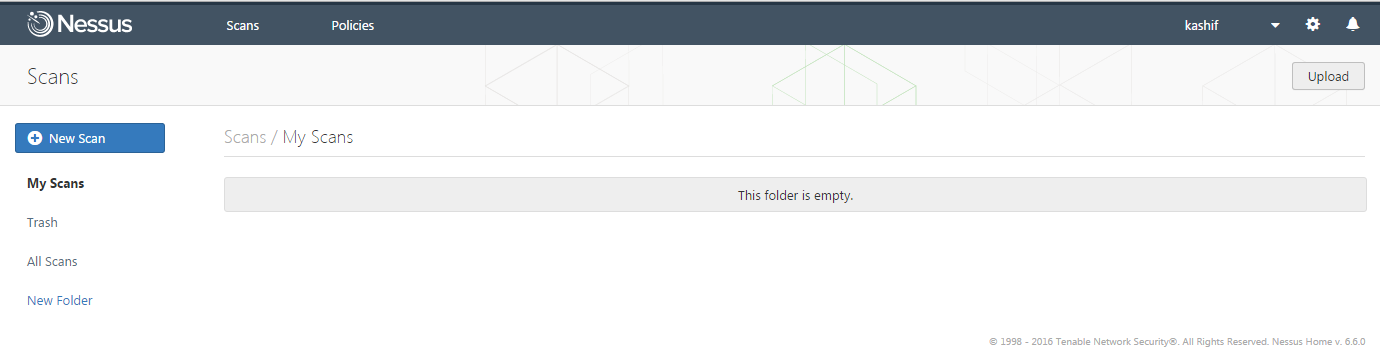 Nessus Scans Policies kashif
Scans Upload
New Scan
Scans / My Scans
My Scans
This folder is empty.
Trash
All Scans
New Folder
© 1998 - 2016 Tenable Network Security®. All Rights Reserved. Nessus Home v. 6.6.0